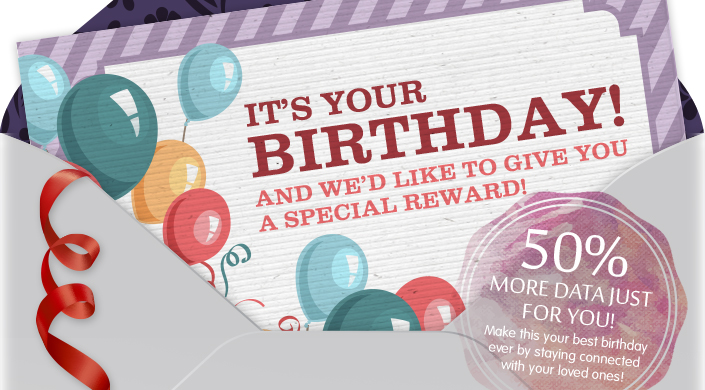 IT'S YOUR
BIRTHDAY!
AND WE'D LIKE TO GIVE YOU
A SPECIAL REWARD!
50%
MORE DATA JUST
FOR YOU!
Make this your best birthday
ever by staying connected
with your loved ones!